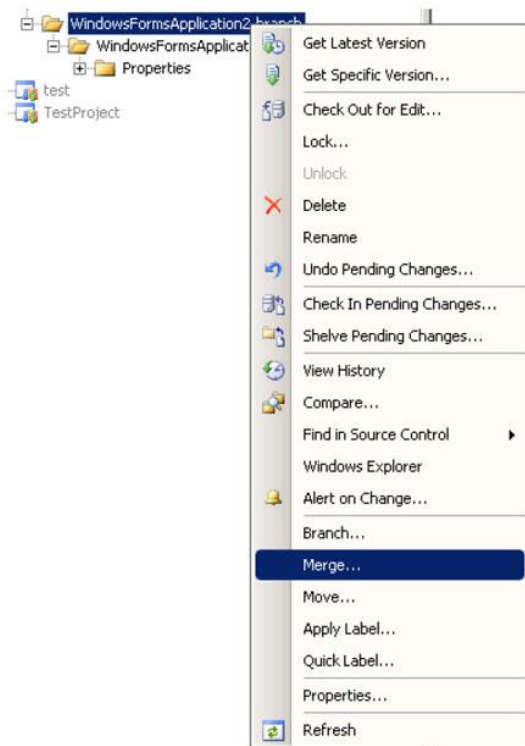 WindowsFormsApplication2-branch
WindowsFormsApplicat
Properties
test
TestProject
Get Latest Version
Get Specific Version...
Check Out for Edit...
Lock...
Unlock
Delete
Rename
Undo Pending Changes...
Check In Pending Changes...
Shelve Pending Changes...
View History
Compare...
Find in Source Control
Windows Explorer
Alert on Change...
Branch...
Merge...
Move...
Apply Label...
Quick Label...
Properties...
Refresh